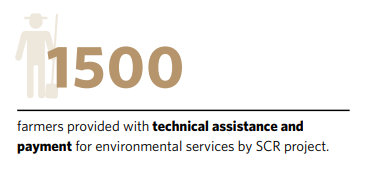 1500
farmers provided with technical assistance and
payment for environmental services by SCR project.